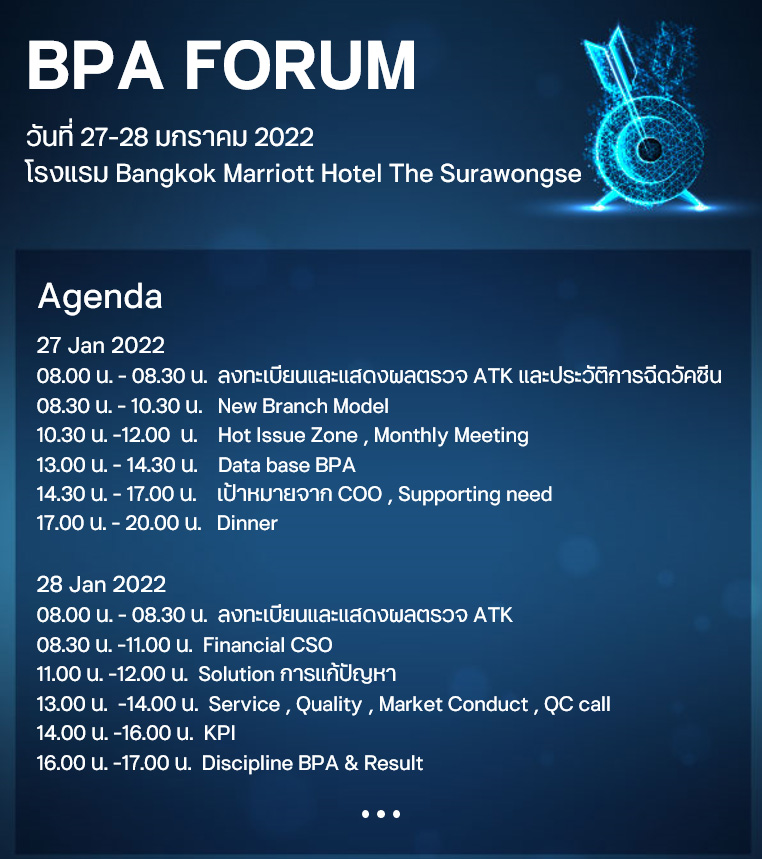 BPA FORUM
วันที่ 27-28 มกราคม 2022
โรงแรม Bangkok Marriott Hotel The Surawongse
Agenda
27 Jan 2022
08.00 น. - 08.30 น. ลงทะเบียนและแสดงผลตรวจ ATK และประวัติการฉีดวัคซีน
08.30 น. - 10.30 น. New Branch Model
10.30 น. -12.00 น. Hot Issue Zone , Monthly Meeting
13.00 น. - 14.30 น. Data base BPA
14.30 น. - 17.00 น. เป้าหมายจาก COO , Supporting need
17.00 น. - 20.00 น. Dinner
28 Jan 2022
08.00 น. - 08.30 น. ลงทะเบียนและแสดงผลตรวจ ATK
08.30 น. -11.00 น. Financial CSO
11.00 น. -12.00 น. Solution การแก้ปัญหา
13.00 น. -14.00 น. Service , Quality , Market Conduct , QC call
14.00 น. -16.00 น. KPI
16.00 น. -17.00 น. Discipline BPA & Result
•••